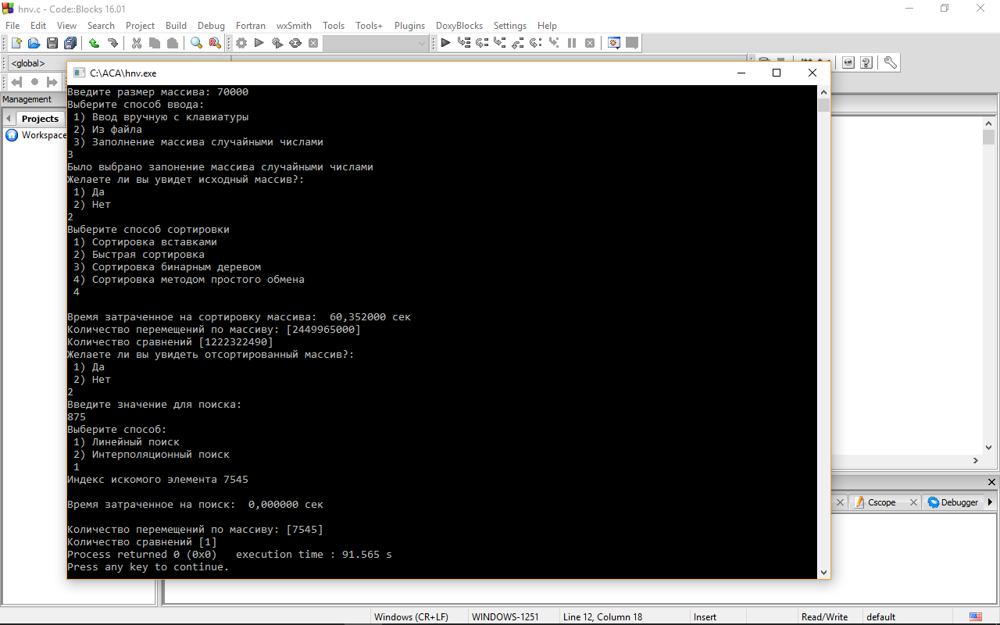 hnv.c - Code::Blocks 16.01
File Edit View Search Project Build Debug Fortran wxSmith Tools Tools+ Plugins DoxyBlocks Settings Help
<global>
C:\ACA\hnv.exe
Management
Projects
Workspace
Введите размер массива: 70000
Выберите способ ввода:
1) Ввод вручную с клавиатуры
2) Из файла
3) Заполнение массива случайными числами
3
Было выбрано запонение массива случайными числами
Желаете ли вы увидет исходный массив?:
1) Да
2) Нет
2
Выберите способ сортировки
1) Сортировка вставками
2) Быстрая сортировка
3) Сортировка бинарным деревом
4) Сортировка методом простого обмена
4
Время затраченное на сортировку массива: 60,352000 сек
Количество перемещений по массиву: [2449965000]
Количество сравнений [1222322490]
Желаете ли вы увидеть отсортированный массив?:
1) Да
2) Нет
2
Введите значение для поиска:
875
Выберите способ:
1) Линейный поиск
2) Интерполяционный поиск
1
Индекс искомого элемента 7545
Время затраченное на поиск: 0,000000 сек
Количество перемещений по массиву: [7545]
Количество сравнений [1]
Process returned 0 (0x0) execution time : 91.565 s
Press any key to continue.
Cscope
Debugger
Windows (CR+LF) WINDOWS-1251 Line 12, Column 18 Insert Read/Write default